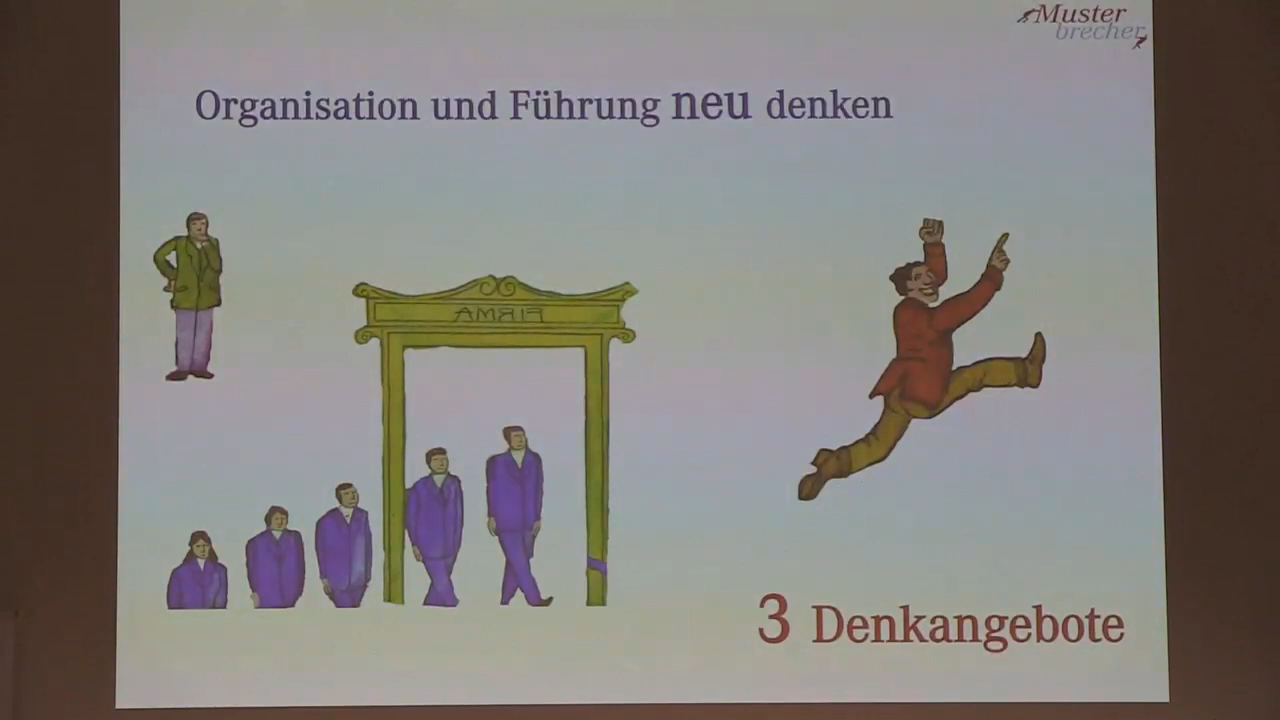 Muster
brecher
Organisation und Führung neu denken
AMRIF
3 Denkangebote